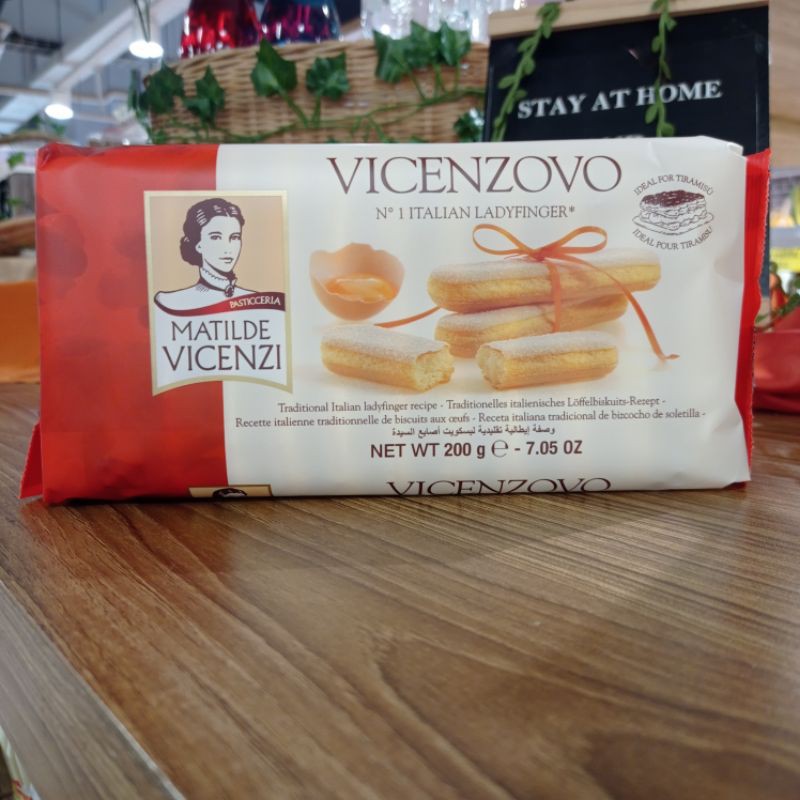 STAY AT HOME
VICENZOVO
N° 1 ITALIAN LADYFINGER*
IDEAL FOR TIRAMISÙ
IDEAL POUR TIRAMISU
PASTICCERIA
MATILDE
VICENZI
Traditional Italian ladyfinger recipe - Traditionelles italienisches Löffelbiskuits-Rezept -
Recette italienne traditionnelle de biscuits aux œufs - Receta italiana tradicional de bizcocho de soletilla -
وصفة إيطالية تقليدية لبسكويت أصابع السيدة
NET WT 200 g ℮ - 7.05 OZ
VICENZOVO